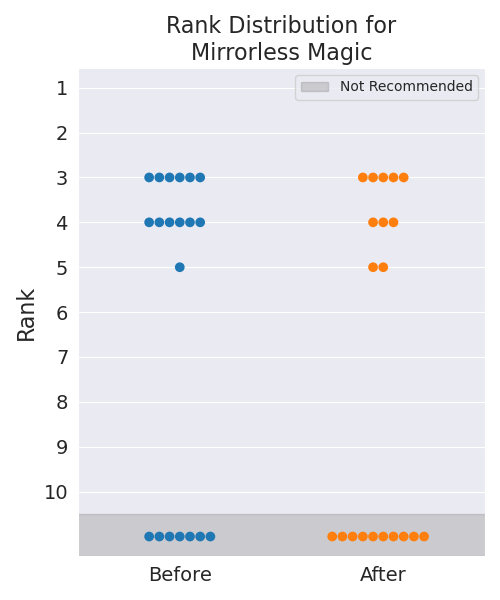 Rank Distribution for
Mirrorless Magic
Not Recommended
1
2
3
4
5
6
7
8
9
10
Rank
Before
After